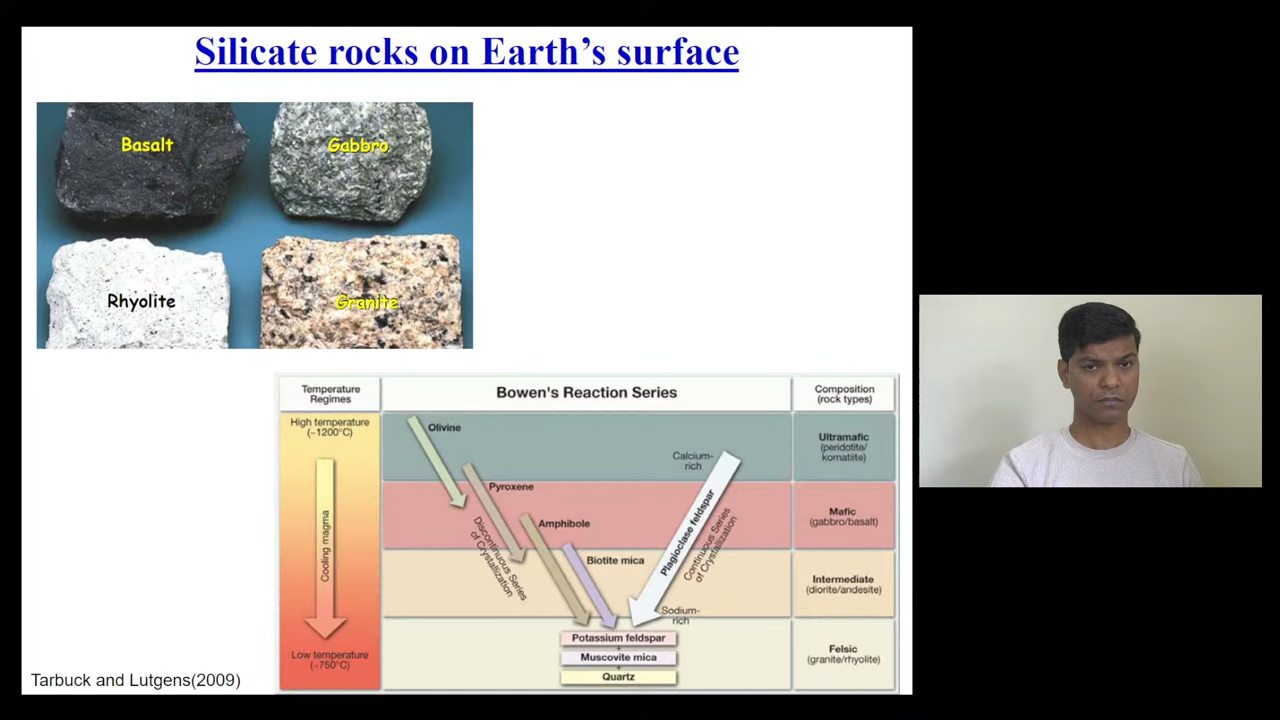 Silicate rocks on Earth's surface
Basalt
Gabbro
Rhyolite
Granite
Temperature
Regimes
Bowen's Reaction Series
Composition
(rock types)
High temperature
(~1200°C)
Cooling magma
Low temperature
(~750°C)
Olivine
Pyroxene
Amphibole
Biotite mica
Discontinuous Series
of Crystallization
Calcium-
rich
Plagioclase feldspar
Continuous Series
of Crystallization
Sodium-
rich
Potassium feldspar
+
Muscovite mica
+
Quartz
Ultramafic
(peridotite/
komatiite)
Mafic
(gabbro/basalt)
Intermediate
(diorite/andesite)
Felsic
(granite/rhyolite)
Tarbuck and Lutgens(2009)